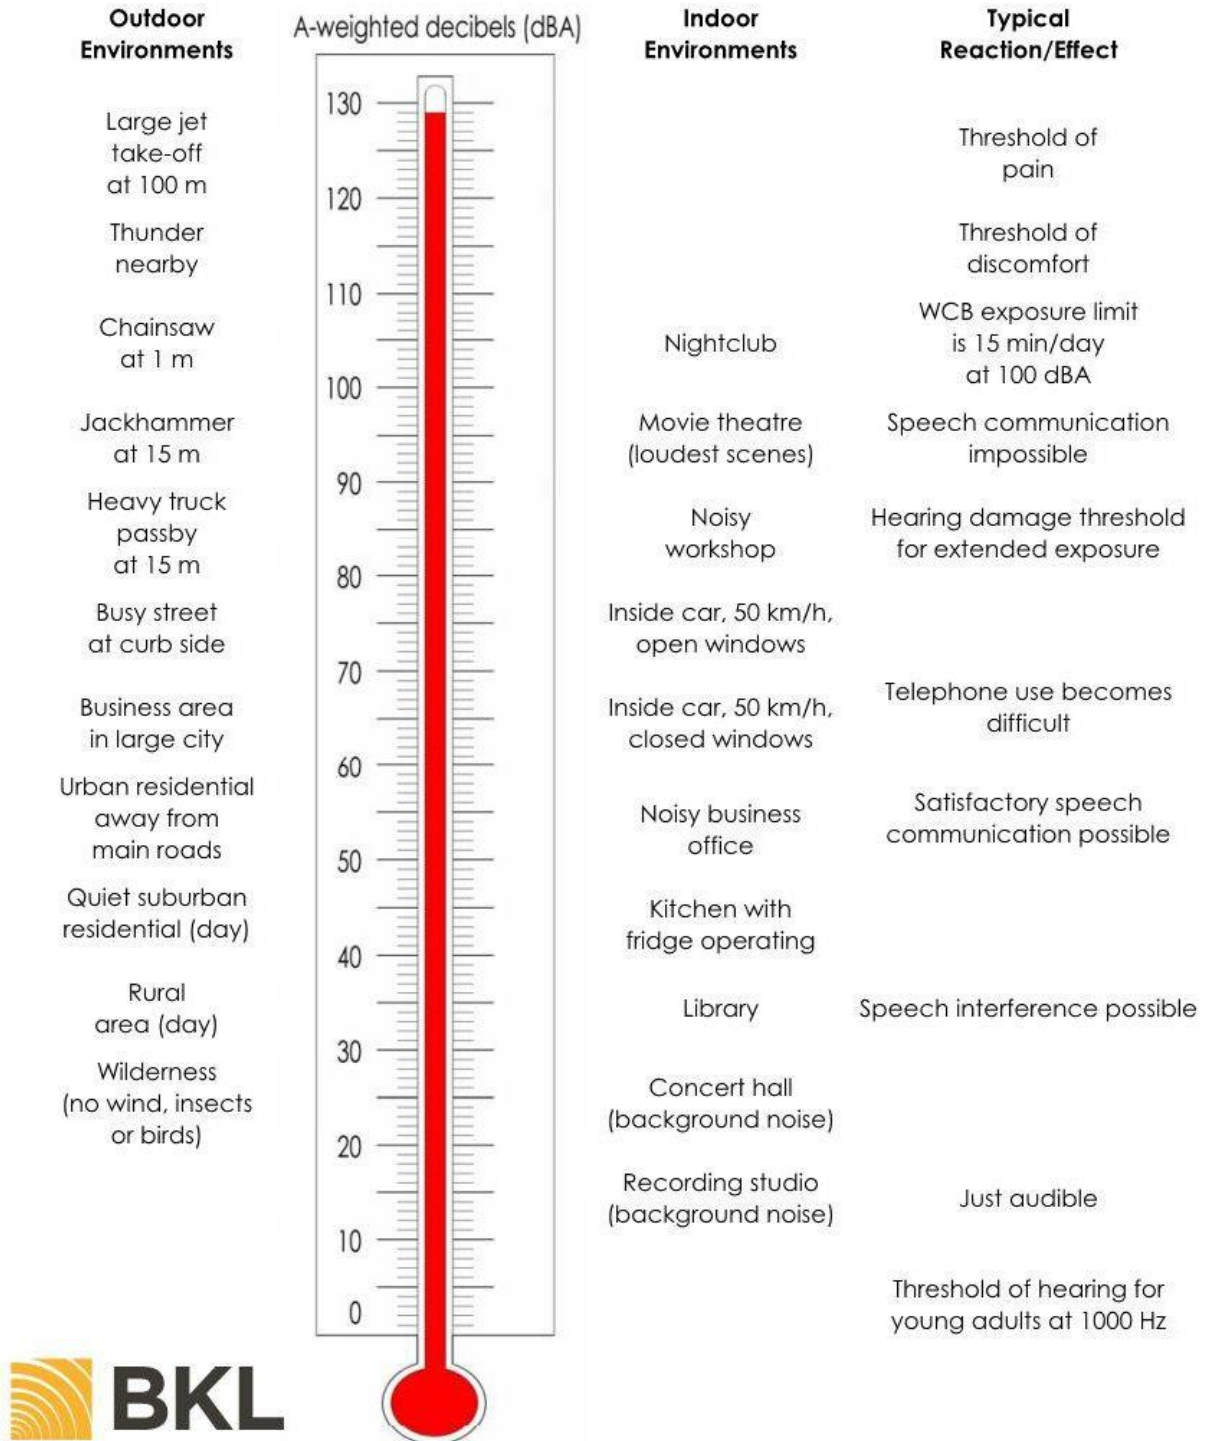 Outdoor
Environments
A-weighted decibels (dBA)
Indoor
Environments
Typical
Reaction/Effect
130
Large jet
take-off
at 100 m
Threshold of
pain
120
Thunder
nearby
Threshold of
discomfort
110
Chainsaw
at 1 m
Nightclub
WCB exposure limit
is 15 min/day
at 100 dBA
100
Jackhammer
at 15 m
Movie theatre
(loudest scenes)
Speech communication
impossible
90
Heavy truck
passby
at 15 m
Noisy
workshop
Hearing damage threshold
for extended exposure
80
Busy street
at curb side
Inside car, 50 km/h,
open windows
70
Business area
in large city
Inside car, 50 km/h,
closed windows
Telephone use becomes
difficult
60
Urban residential
away from
main roads
Noisy business
office
Satisfactory speech
communication possible
50
Quiet suburban
residential (day)
Kitchen with
fridge operating
40
Rural
area (day)
Library
Speech interference possible
30
Wilderness
(no wind, insects
or birds)
Concert hall
(background noise)
20
Recording studio
(background noise)
Just audible
10
0
Threshold of hearing for
young adults at 1000 Hz
BKL